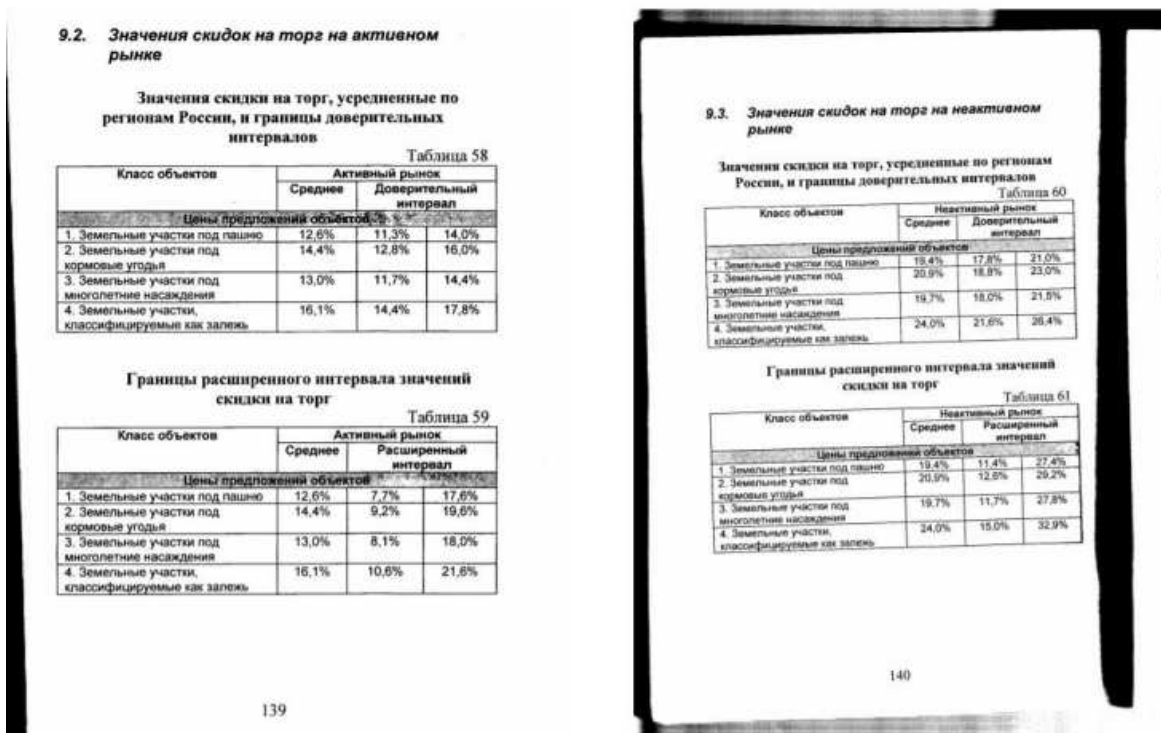 9.2. Значения скидок на торг на активном
рынке
Значения скидки на торг, усредненные по
регионам России, и границы доверительных
интервалов
Таблица 58
Класс объектов Активный рынок
Среднее Доверительный
интервал
Цены предложений объектов
1. Земельные участки под пашню 12,6% 11,3% 14,0%
2. Земельные участки под 14,4% 12,8% 16,0%
кормовые угодья
3. Земельные участки под 13,0% 11,7% 14,4%
многолетние насаждения
4. Земельные участки, 16,1% 14,4% 17,8%
классифицируемые как залежь
Границы расширенного интервала значений
скидки на торг
Таблица 59
Класс объектов Активный рынок
Среднее Расширенный
интервал
Цены предложений объектов
1. Земельные участки под пашню 12,6% 7,7% 17,6%
2. Земельные участки под 14,4% 9,2% 19,6%
кормовые угодья
3. Земельные участки под 13,0% 8,1% 18,0%
многолетние насаждения
4. Земельные участки, 16,1% 10,6% 21,6%
классифицируемые как залежь
139
9.3. Значения скидок на торг на неактивном
рынке
Значения скидки на торг, усредненные по регионам
России, и границы доверительных интервалов
Таблица 60
Класс объектов Неактивный рынок
Среднее Доверительный
интервал
Цены предложений объектов
1. Земельные участки под пашню 19,4% 17,8% 21,0%
2. Земельные участки под 20,9% 18,8% 23,0%
кормовые угодья
3. Земельные участки под 19,7% 18,0% 21,5%
многолетние насаждения
4. Земельные участки, 24,0% 21,6% 26,4%
классифицируемые как залежь
Границы расширенного интервала значений
скидки на торг
Таблица 61
Класс объектов Неактивный рынок
Среднее Расширенный
интервал
Цены предложений объектов
1. Земельные участки под пашню 19,4% 11,4% 27,4%
2. Земельные участки под 20,9% 12,6% 29,2%
кормовые угодья
3. Земельные участки под 19,7% 11,7% 27,8%
многолетние насаждения
4. Земельные участки, 24,0% 15,0% 32,9%
классифицируемые как залежь
140